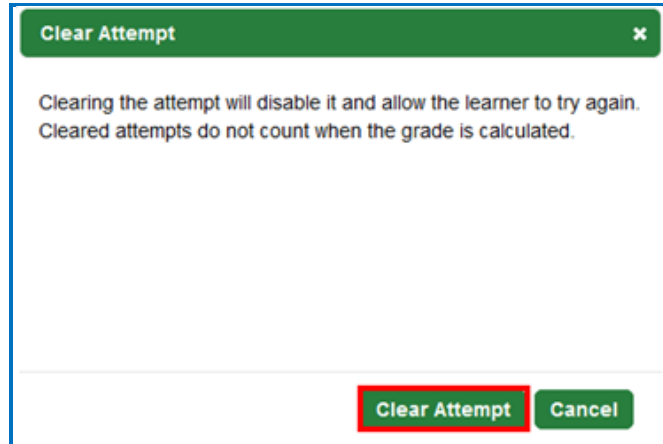 Clear Attempt
Clearing the attempt will disable it and allow the learner to try again.
Cleared attempts do not count when the grade is calculated.
Clear Attempt Cancel